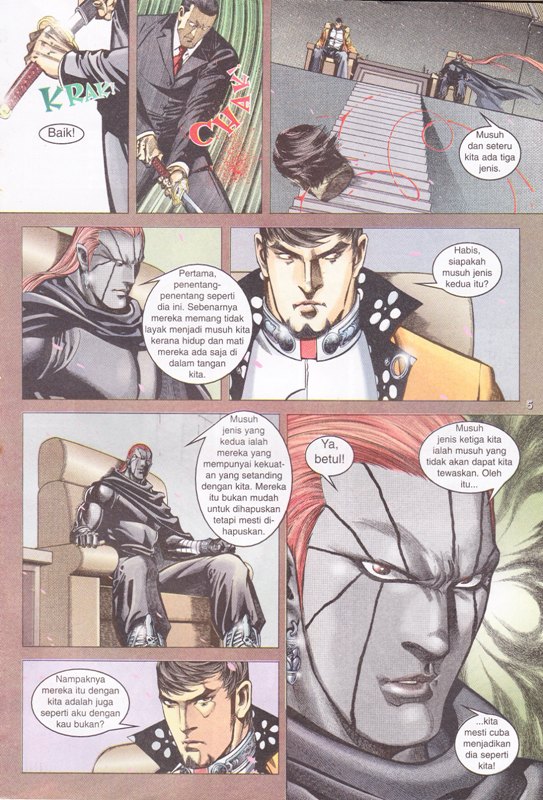 KRAK!
Baik!
CHAK
Musuh
dan seteru
kita ada tiga
jenis.
Pertama,
penentang-
penentang seperti
dia ini. Sebenarnya
mereka memang tidak
layak menjadi musuh kita
kerana hidup dan mati
mereka ada saja di
dalam tangan
kita.
Habis,
siapakah
musuh jenis
kedua itu?
5
Musuh
jenis yang
kedua ialah
mereka yang
mempunyai kekuat-
an yang setanding
dengan kita. Mereka
itu bukan mudah
untuk dihapuskan
tetapi mesti di-
hapuskan.
Nampaknya
mereka itu dengan
kita adalah juga
seperti aku dengan
kau bukan?
Ya,
betul!
Musuh
jenis ketiga kita
ialah musuh yang
tidak akan dapat kita
tewaskan. Oleh
itu...
...kita
mesti cuba
menjadikan
dia seperti
kita!